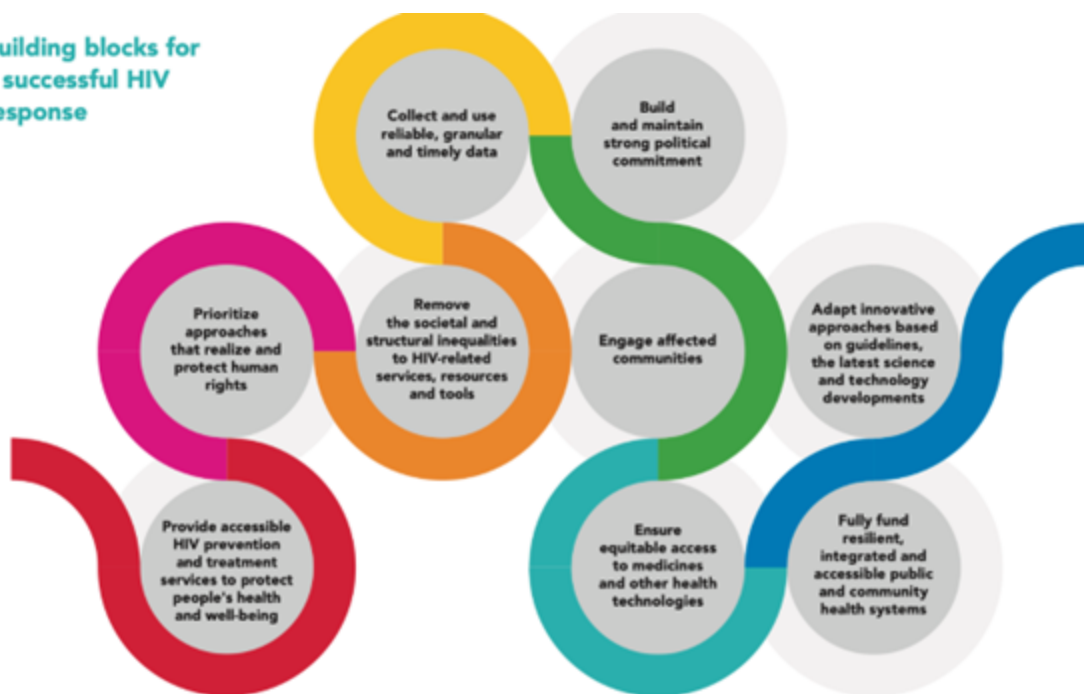 uilding blocks for
successful HIV
esponse
Collect and use
reliable, granular
and timely data
Build
and maintain
strong political
commitment
Prioritize
approaches
that realize and
protect human
rights
Remove
the societal and
structural inequalities
to HIV-related
services, resources
and tools
Engage affected
communities
Adapt innovative
approaches based
on guidelines,
the latest science
and technology
developments
Provide accessible
HIV prevention
and treatment
services to protect
people's health
and well-being
Ensure
equitable access
to medicines
and other health
technologies
Fully fund
resilient,
integrated and
accessible public
and community
health systems